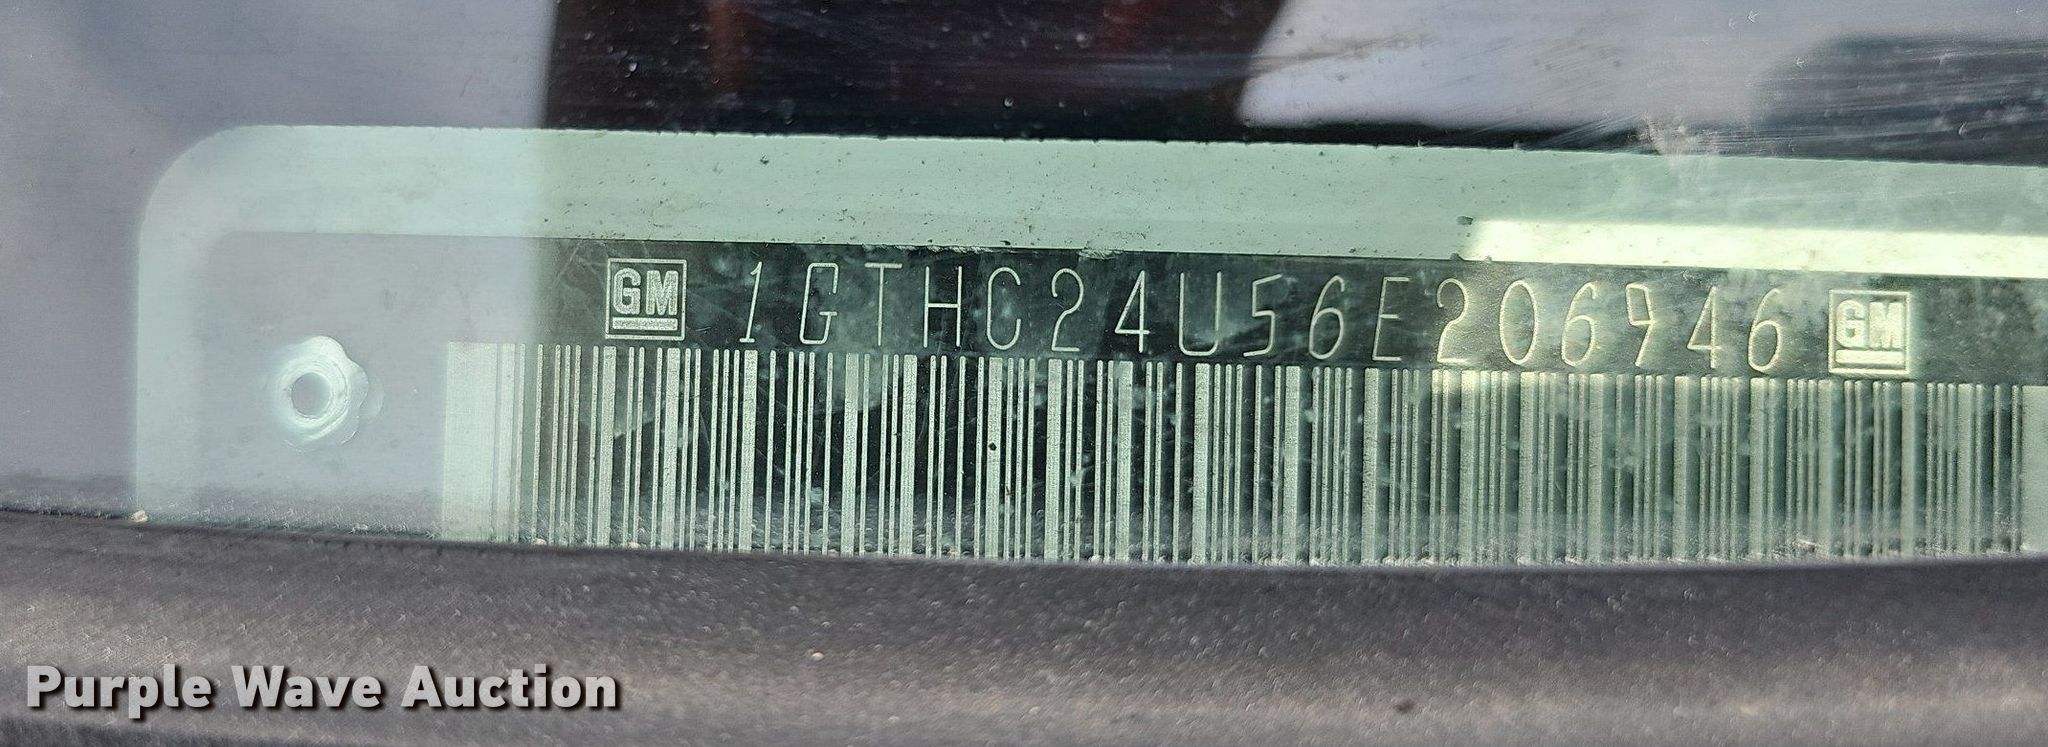 GM 1GTHC24U56E206946 GM
Purple Wave Auction